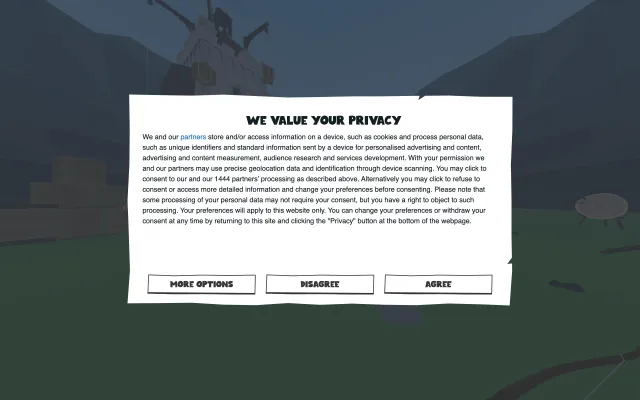 WE VALUE YOUR PRIVACY
We and our partners store and/or access information on a device, such as cookies and process personal data,
such as unique identifiers and standard information sent by a device for personalised advertising and content,
advertising and content measurement, audience research and services development. With your permission we
and our partners may use precise geolocation data and identification through device scanning. You may click to
consent to our and our 1444 partners' processing as described above. Alternatively you may click to refuse to
consent or access more detailed information and change your preferences before consenting. Please note that
some processing of your personal data may not require your consent, but you have a right to object to such
processing. Your preferences will apply to this website only. You can change your preferences or withdraw your
consent at any time by returning to this site and clicking the "Privacy" button at the bottom of the webpage.
MORE OPTIONS
DISAGREE
AGREE